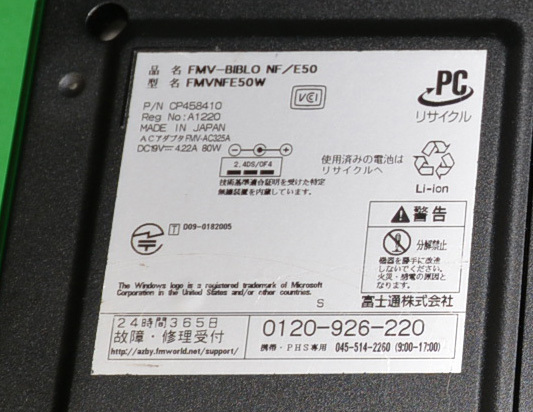 品 名 FMV-BIBLO NF/E50
型 名 FMVNFE50W
VCI
PC
リサイクル
P/N CP458410
Reg No:A1220
MADE IN JAPAN
ACアダプタ FMV-AC325A
DC19V 4.22A 80W
2.4DS/OF4
技術基準適合証明を受けた特定
無線装置を内蔵しています。
使用済みの電池は
リサイクルへ
Li-ion
T D09-0182005
警告
分解禁止
機器を勝手に改造
しないでください。
火災・感電の原因と
なります。
The Windows logo is a registered trademark of Microsoft
Corporation in the United States and/or other countries.
S
富士通株式会社
24時間365日
故障・修理受付
http://azby.fmworld.net/support/
0120-926-220
携帯・PHS専用 045-514-2260 (9:00-17:00)